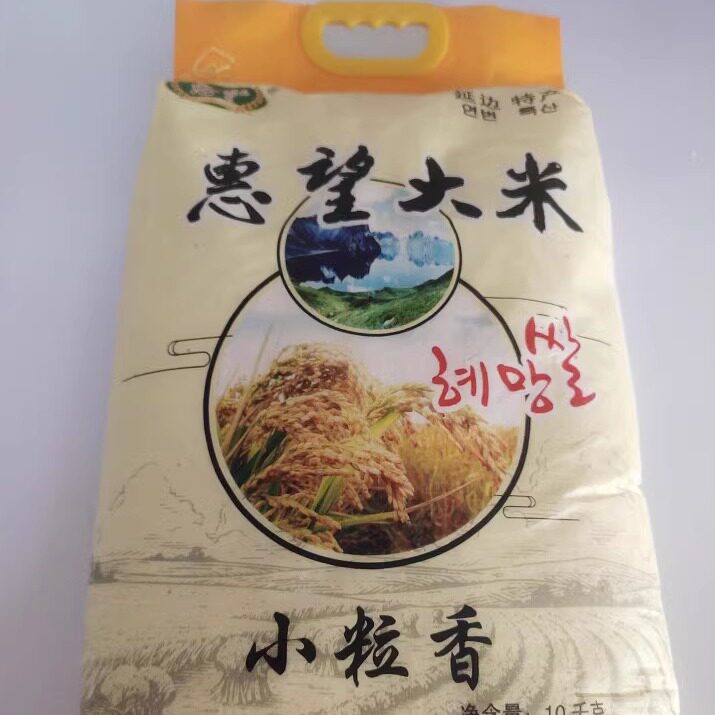 延边 特产
연변 특산
惠望大米
혜망쌀
小粒香
净含量：10千克